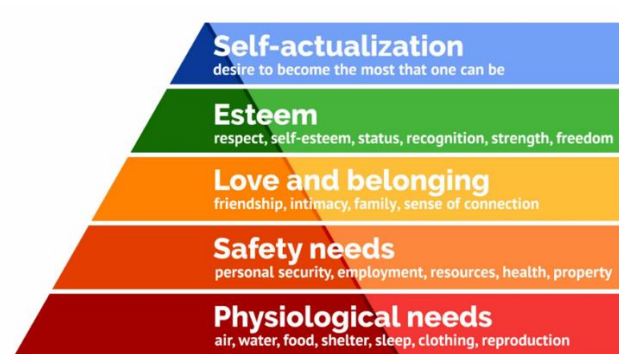 Self-actualization
desire to become the most that one can be
Esteem
respect, self-esteem, status, recognition, strength, freedom
Love and belonging
friendship, intimacy, family, sense of connection
Safety needs
personal security, employment, resources, health, property
Physiological needs
air, water, food, shelter, sleep, clothing, reproduction